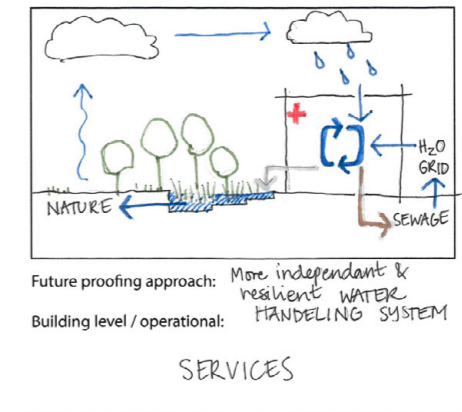 H2O
GRID
NATURE
SEWAGE
Future proofing approach: More independant &
resilient WATER
Building level / operational: HANDELING SYSTEM
SERVICES